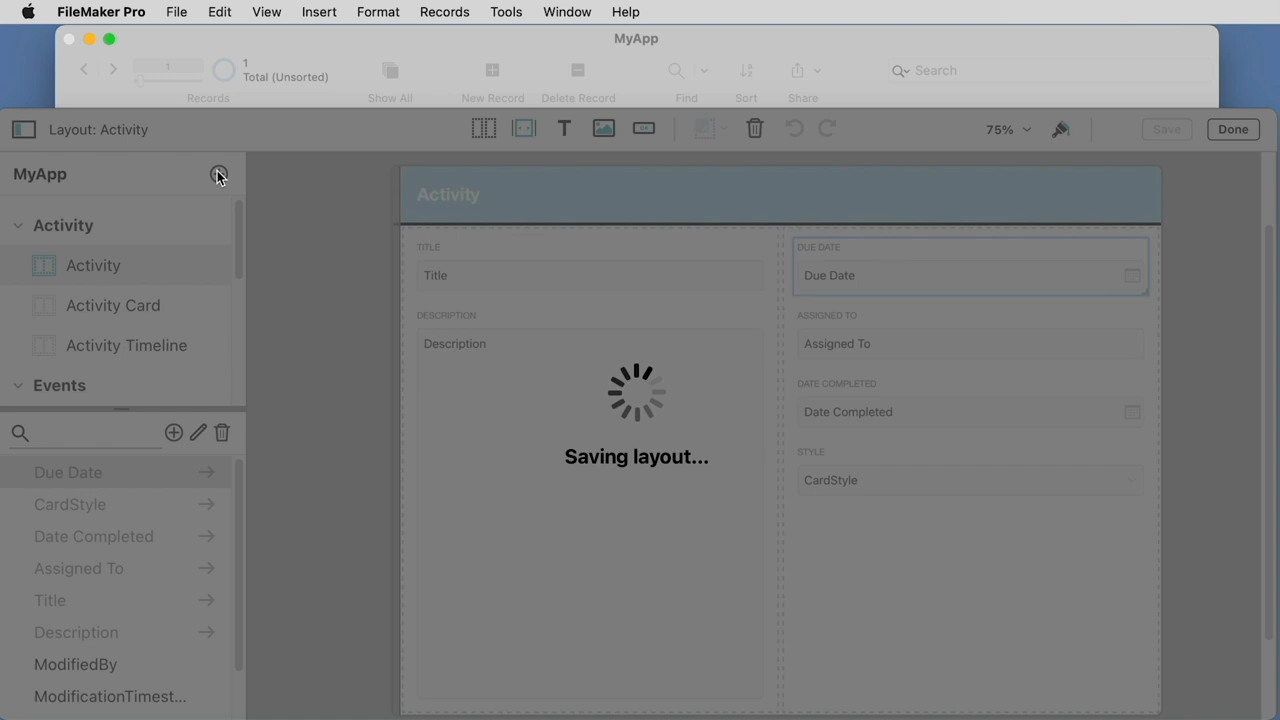 FileMaker Pro File Edit View Insert Format Records Tools Window Help
MyApp
1
1
Total (Unsorted)
Search
Records Show All New Record Delete Record Find Sort Share
Layout: Activity
75%
Save
Done
MyApp
Activity
Activity
Activity Card
Activity Timeline
Events
Due Date
CardStyle
Date Completed
Assigned To
Title
Description
ModifiedBy
ModificationTimest...
Activity
TITLE
Title
DESCRIPTION
Description
DUE DATE
Due Date
ASSIGNED TO
Assigned To
DATE COMPLETED
Date Completed
STYLE
CardStyle
Saving layout...